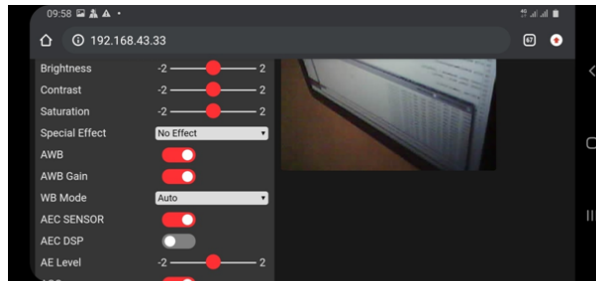 09:58
192.168.43.33
67
Brightness -2 2
Contrast -2 2
Saturation -2 2
Special Effect No Effect
AWB
AWB Gain
WB Mode Auto
AEC SENSOR
AEC DSP
AE Level -2 2